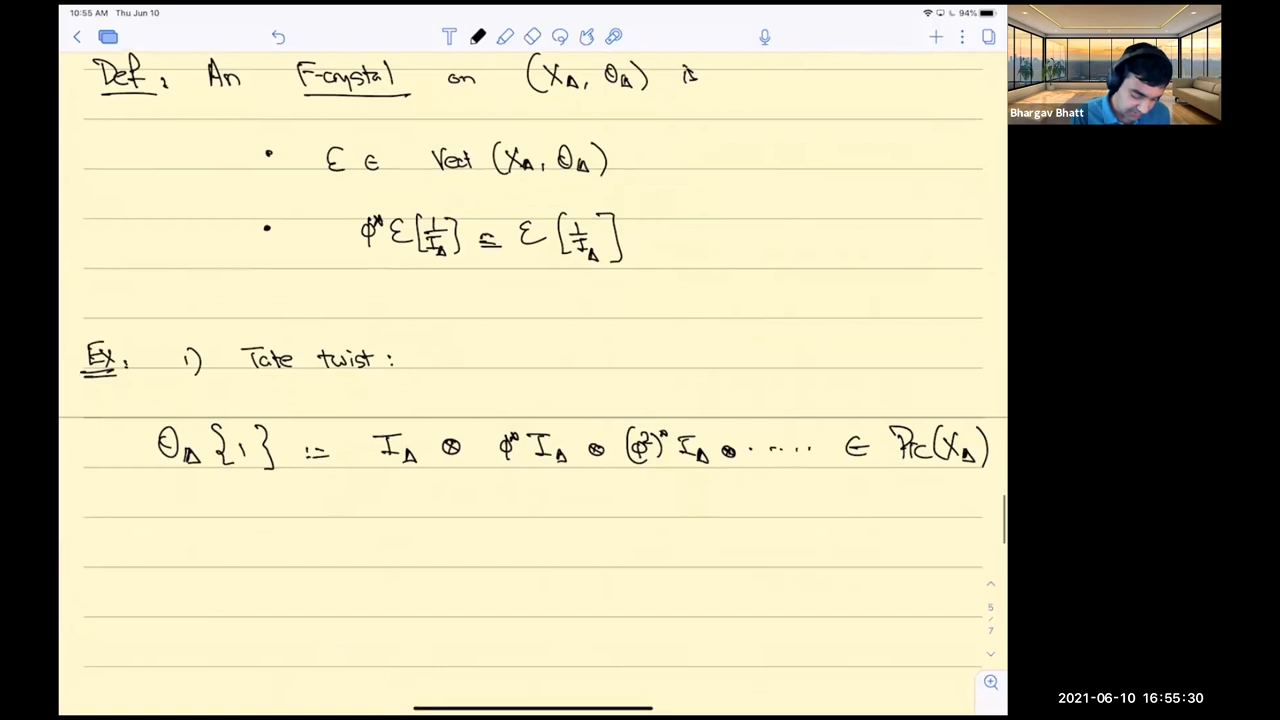 10:55 AM Thu Jun 10
94%
T
Def: An F-crystal on (X_Δ, O_Δ) is
• Ɛ ∈ Vect (X_Δ, O_Δ)
• ϕ* Ɛ[1/I_Δ] ≅ Ɛ[1/I_Δ]
Ex: 1) Tate twist:
O_Δ{1} := I_Δ ⊗ ϕ* I_Δ ⊗ (ϕ²)* I_Δ ⊗ ..... ∈ Pic(X_Δ)
5
/
7
Bhargav Bhatt
2021-06-10 16:55:30